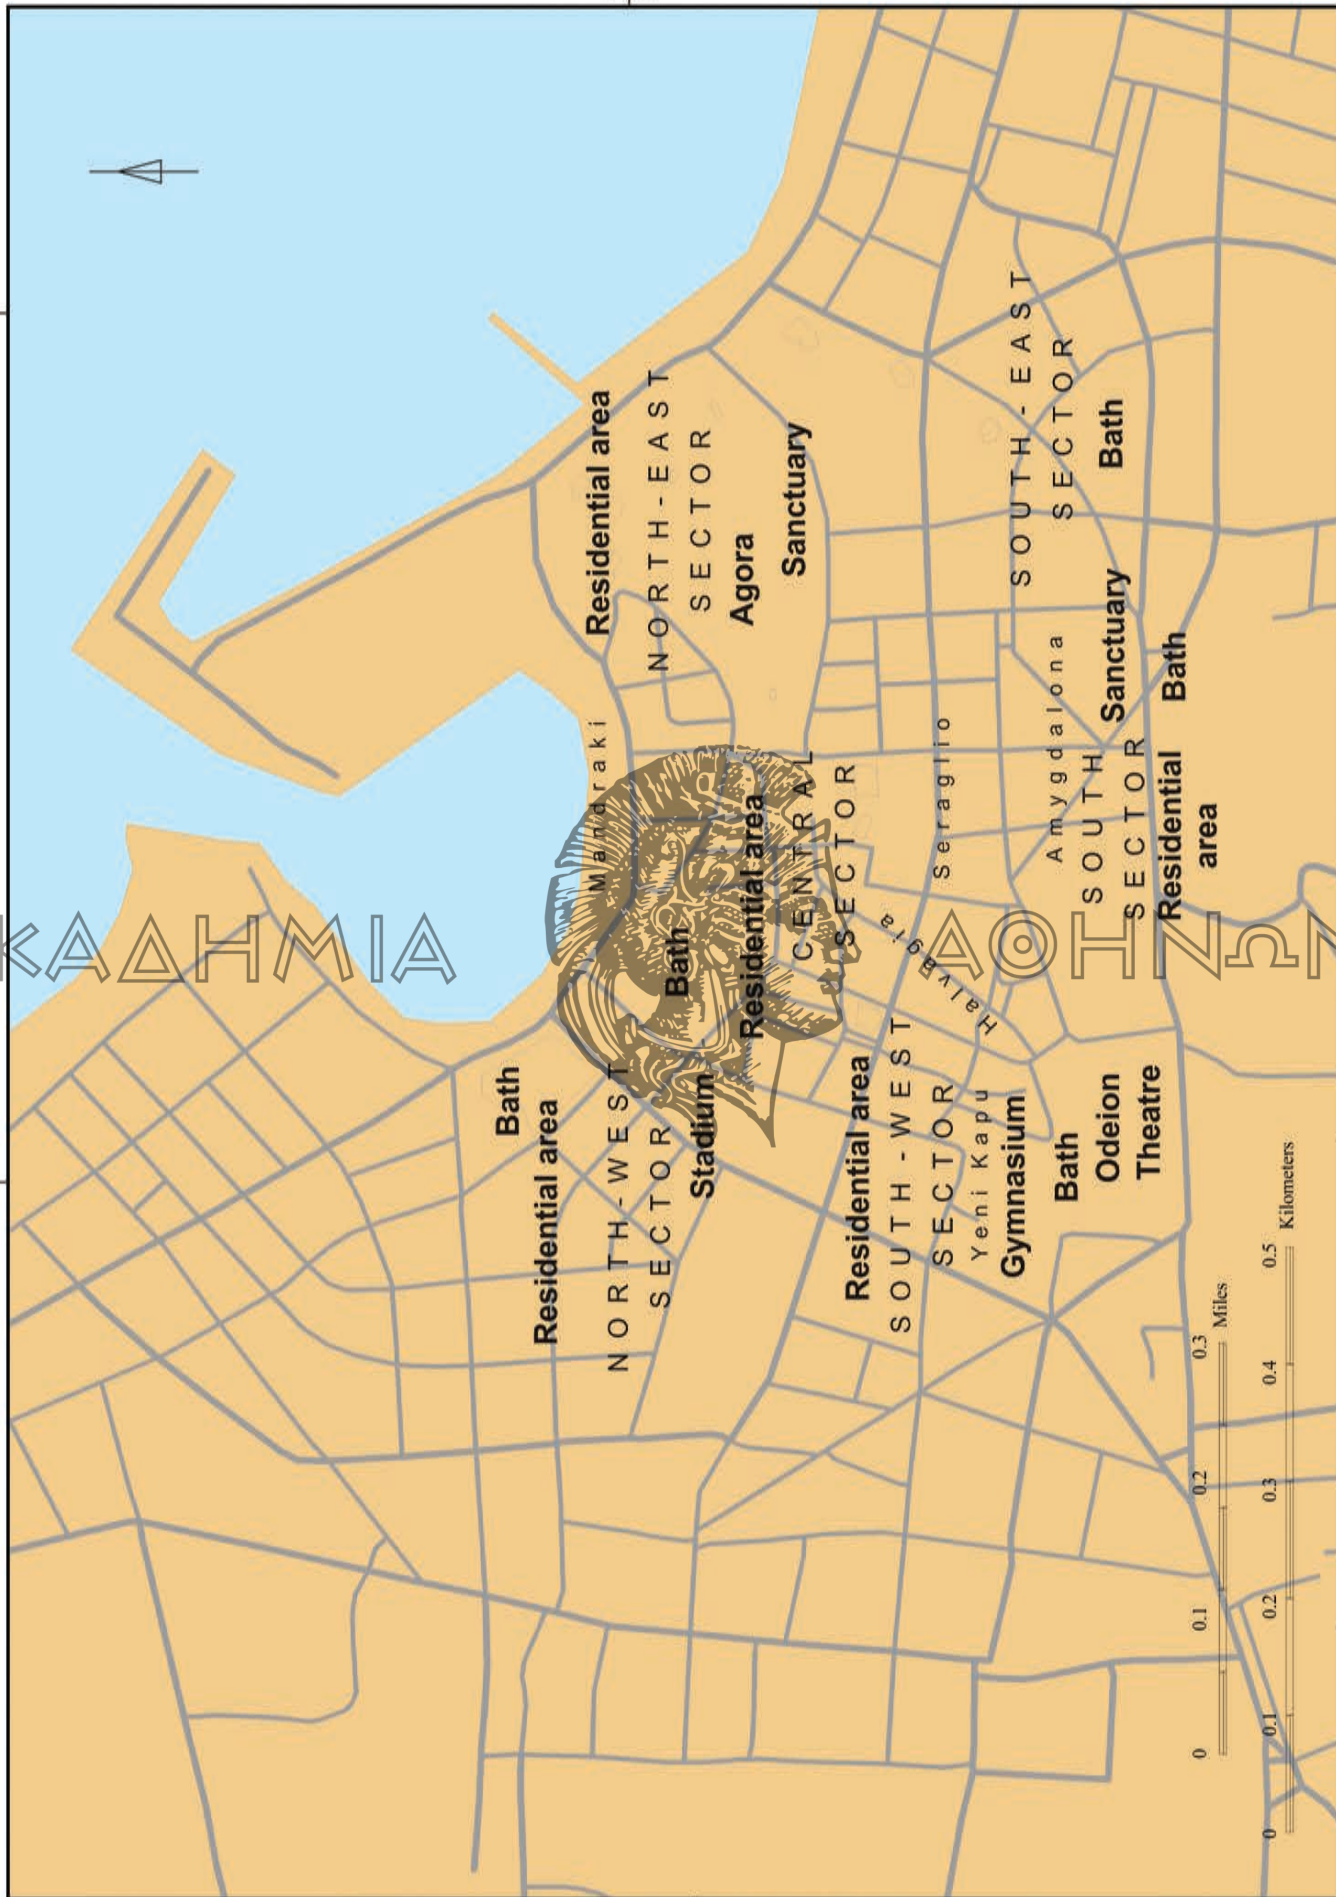 Residential area
NORTH-EAST
SECTOR
Agora
Sanctuary
Mandraki
Bath
Residential area
CENTRAL
SECTOR
Bath
Residential area
NORTH-WEST
SECTOR
Stadium
Residential area
SOUTH-WEST
SECTOR
Yeni Kapu
Gymnasium
Bath
Odeion
Theatre
Halvagia
Seraglio
Amygdalona
SOUTH
SECTOR
Residential
area
Sanctuary
Bath
SOUTH-EAST
SECTOR
Bath
ΚΑΔΗΜΙΑ
ΑΘΗΝΩΝ
0 0.1 0.2 0.3 Miles
0 0.1 0.2 0.3 0.4 0.5 Kilometers